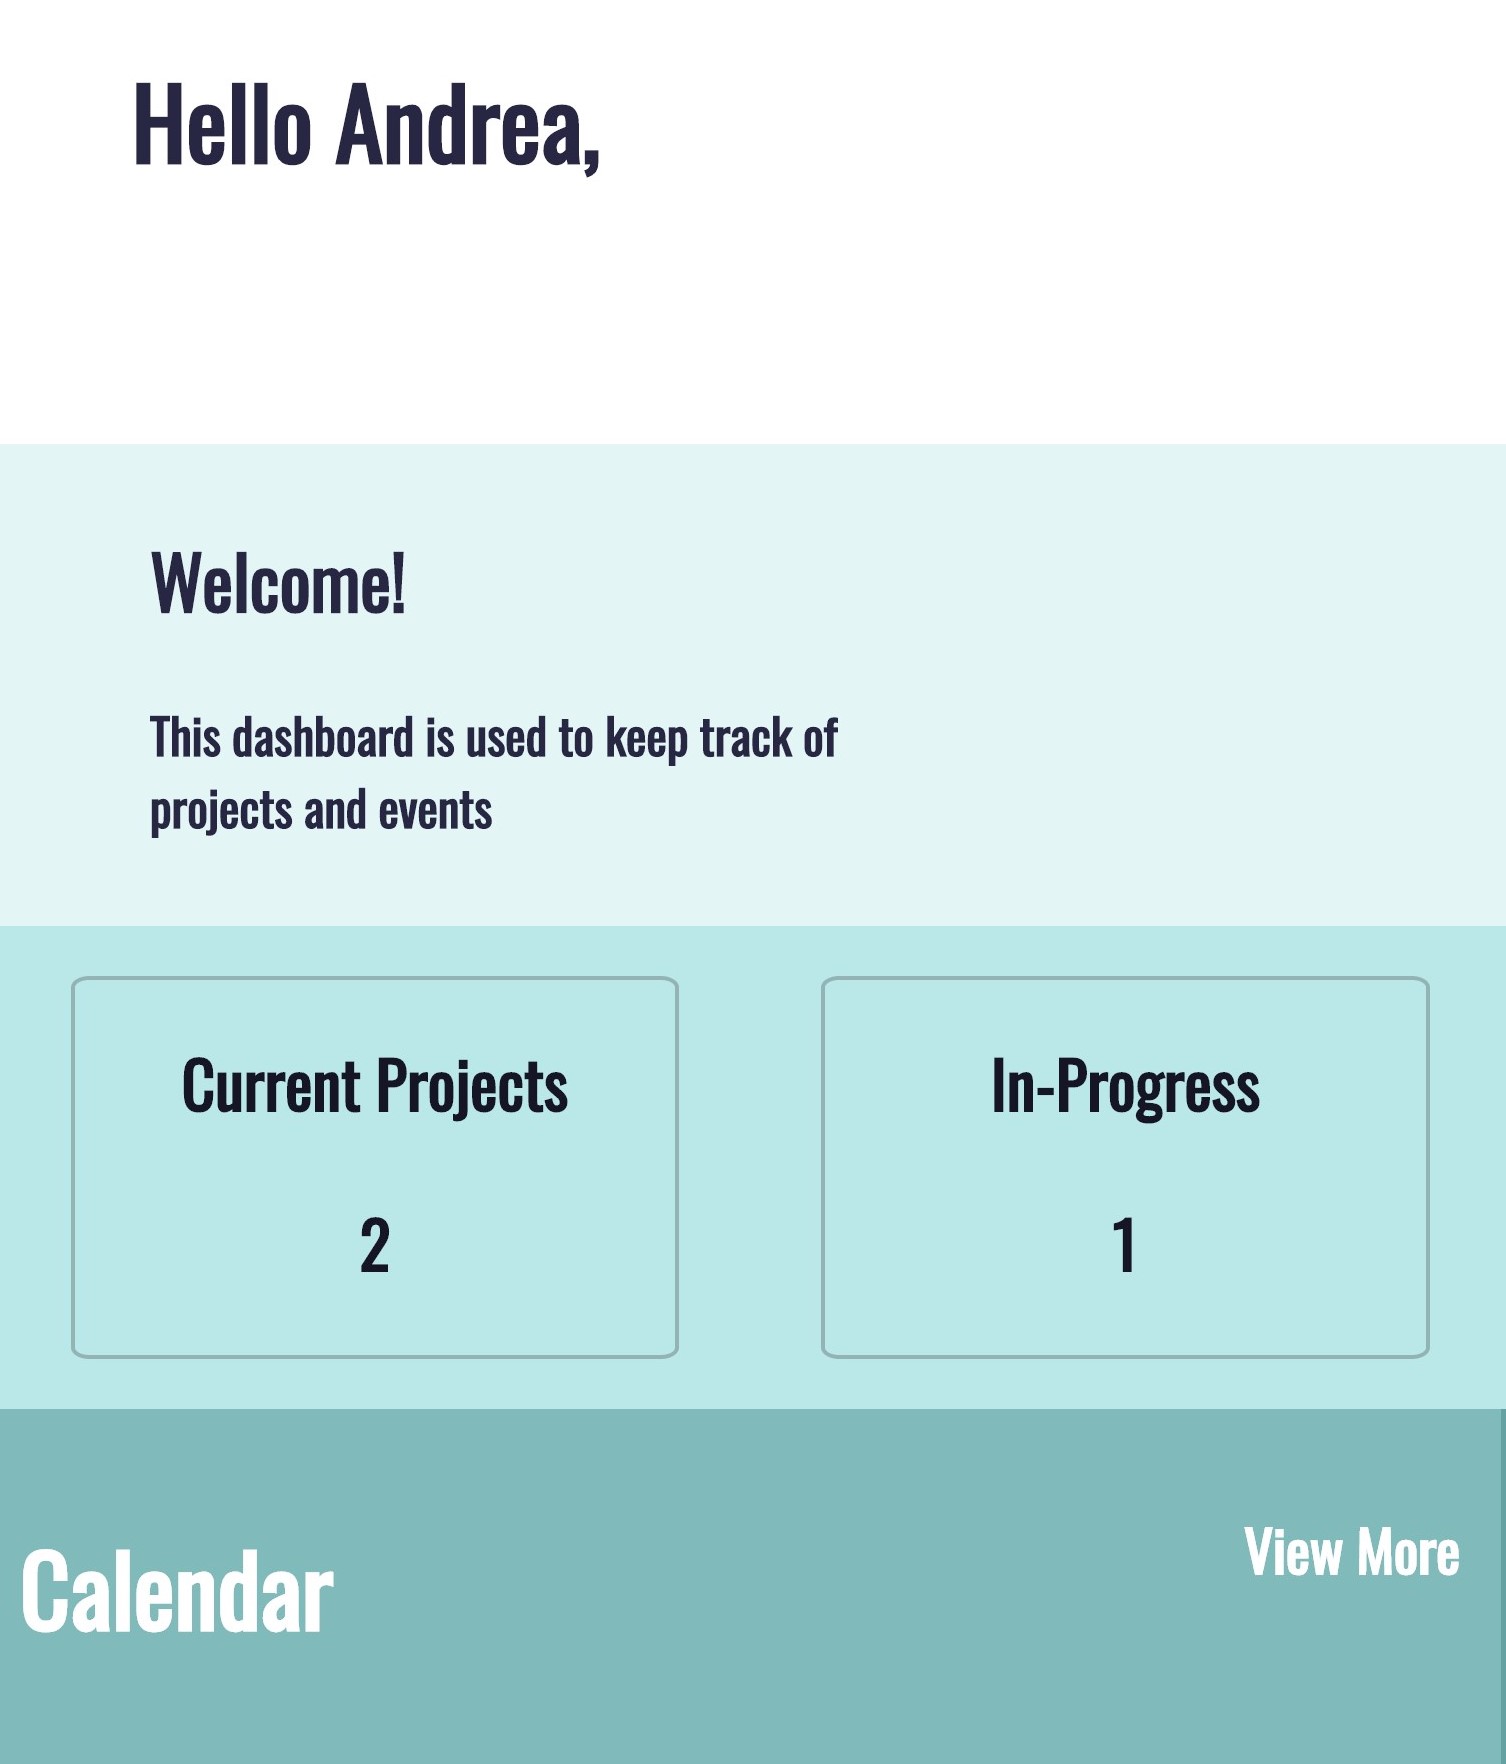 Hello Andrea,
Welcome!
This dashboard is used to keep track of
projects and events
Current Projects
2
In-Progress
1
Calendar
View More